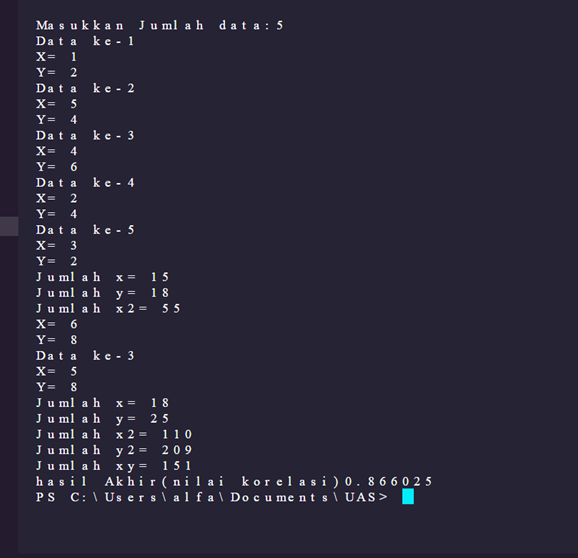 Masukkan Jumlah data: 5
Data ke-1
X= 1
Y= 2
Data ke-2
X= 5
Y= 4
Data ke-3
X= 4
Y= 6
Data ke-4
X= 2
Y= 4
Data ke-5
X= 3
Y= 2
Jumlah x= 15
Jumlah y= 18
Jumlah x2= 55
X= 6
Y= 8
Data ke-3
X= 5
Y= 8
Jumlah x= 18
Jumlah y= 25
Jumlah x2= 110
Jumlah y2= 209
Jumlah xy= 151
hasil Akhir(nilai korelasi)0.866025
PS C:\Users\alfa\Documents\UAS>